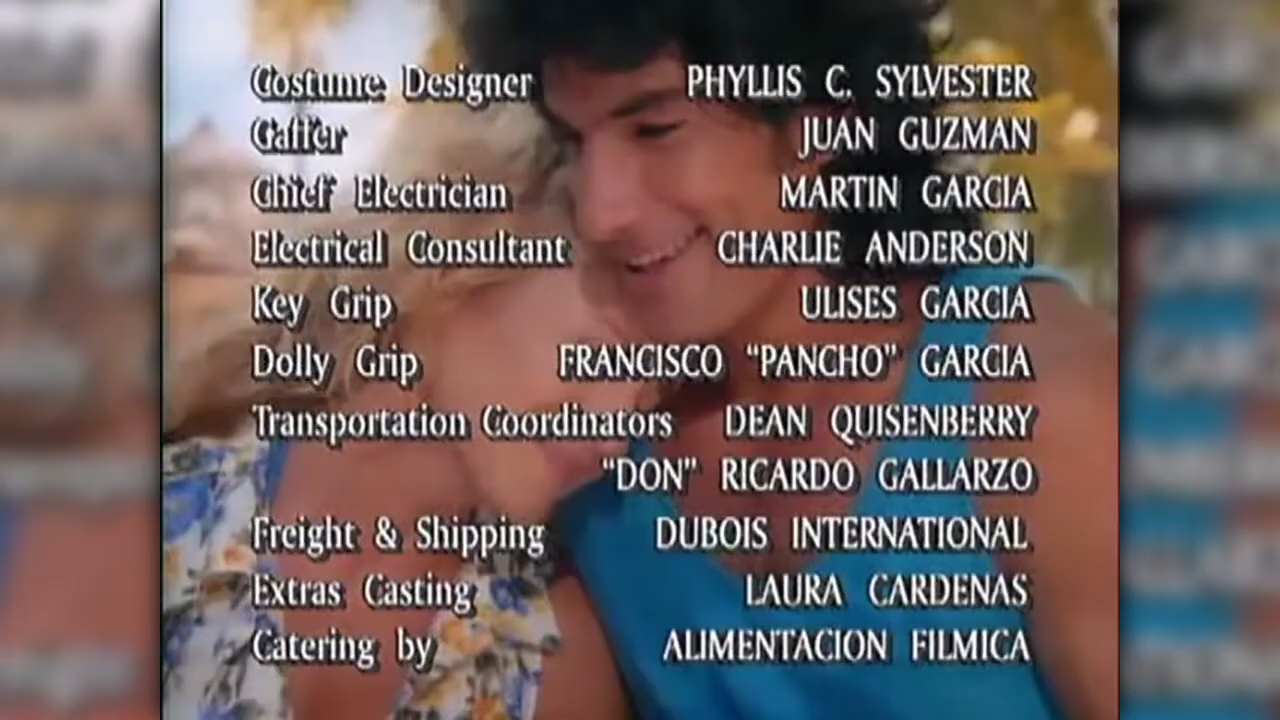 Costume Designer PHYLLIS C. SYLVESTER
Gaffer JUAN GUZMAN
Chief Electrician MARTIN GARCIA
Electrical Consultant CHARLIE ANDERSON
Key Grip ULISES GARCIA
Dolly Grip FRANCISCO “PANCHO” GARCIA
Transportation Coordinators DEAN QUISENBERRY
“DON” RICARDO GALLARZO
Freight & Shipping DUBOIS INTERNATIONAL
Extras Casting LAURA CARDENAS
Catering by ALIMENTACION FILMICA